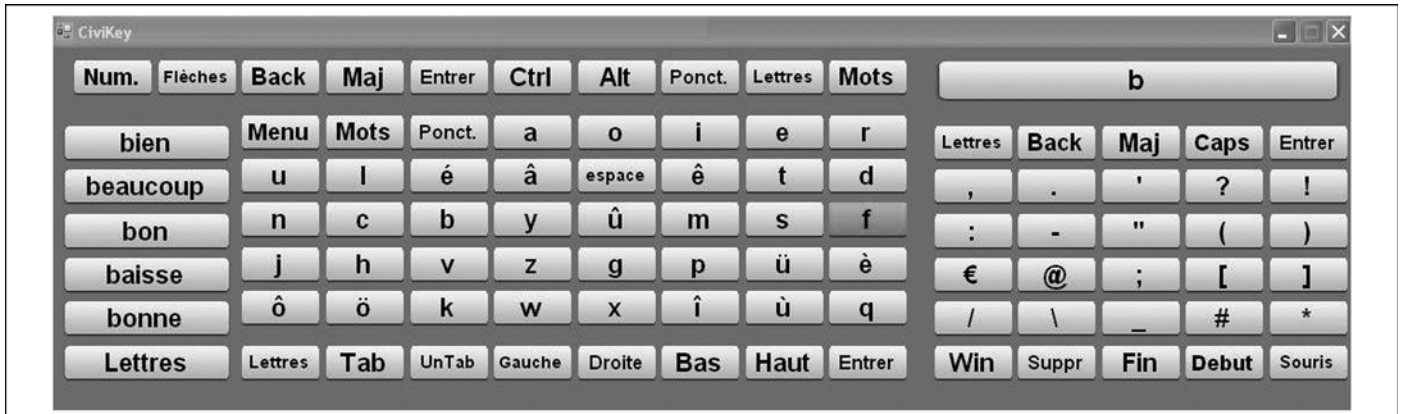 CiviKey
Num. Flèches Back Maj Entrer Ctrl Alt Ponct. Lettres Mots b
bien Menu Mots Ponct. a o i e r Lettres Back Maj Caps Entrer
beaucoup u l é â espace ê t d , . ' ? !
bon n c b y û m s f : - " ( )
baisse j h v z g p ü è € @ ; [ ]
bonne ô ö k w x î ù q / \ _ # *
Lettres Lettres Tab UnTab Gauche Droite Bas Haut Entrer Win Suppr Fin Debut Souris